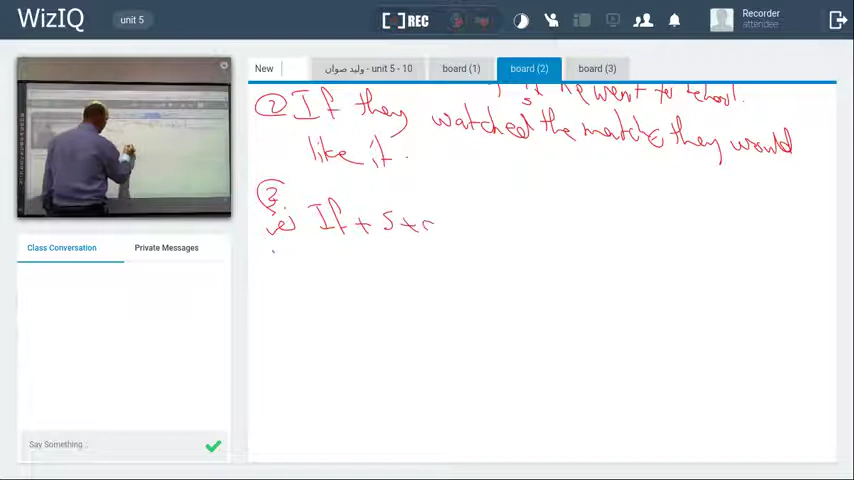 WizIQ
unit 5
REC
Recorder
attendee
New
وليد صوان - unit 5 - 10
board (1)
board (2)
board (3)
he went to school.
② If they watched the matche they would
like it.
③
If + S +
Class Conversation
Private Messages
Say Something...